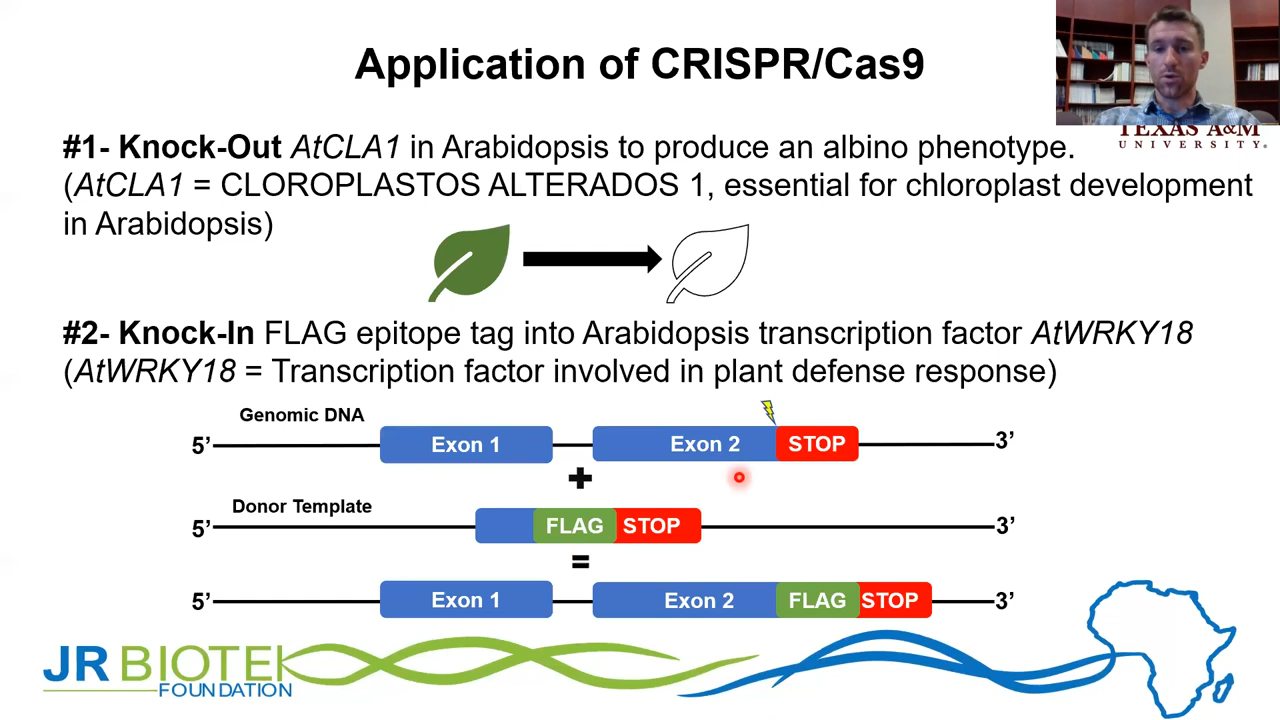 Application of CRISPR/Cas9
TEXAS A&M
UNIVERSITY
#1- Knock-Out AtCLA1 in Arabidopsis to produce an albino phenotype.
(AtCLA1 = CLOROPLASTOS ALTERADOS 1, essential for chloroplast development
in Arabidopsis)
#2- Knock-In FLAG epitope tag into Arabidopsis transcription factor AtWRKY18
(AtWRKY18 = Transcription factor involved in plant defense response)
Genomic DNA
5’ Exon 1 Exon 2 STOP 3’
+
Donor Template
5’ FLAG STOP 3’
=
5’ Exon 1 Exon 2 FLAG STOP 3’
JR BIOTEK
FOUNDATION